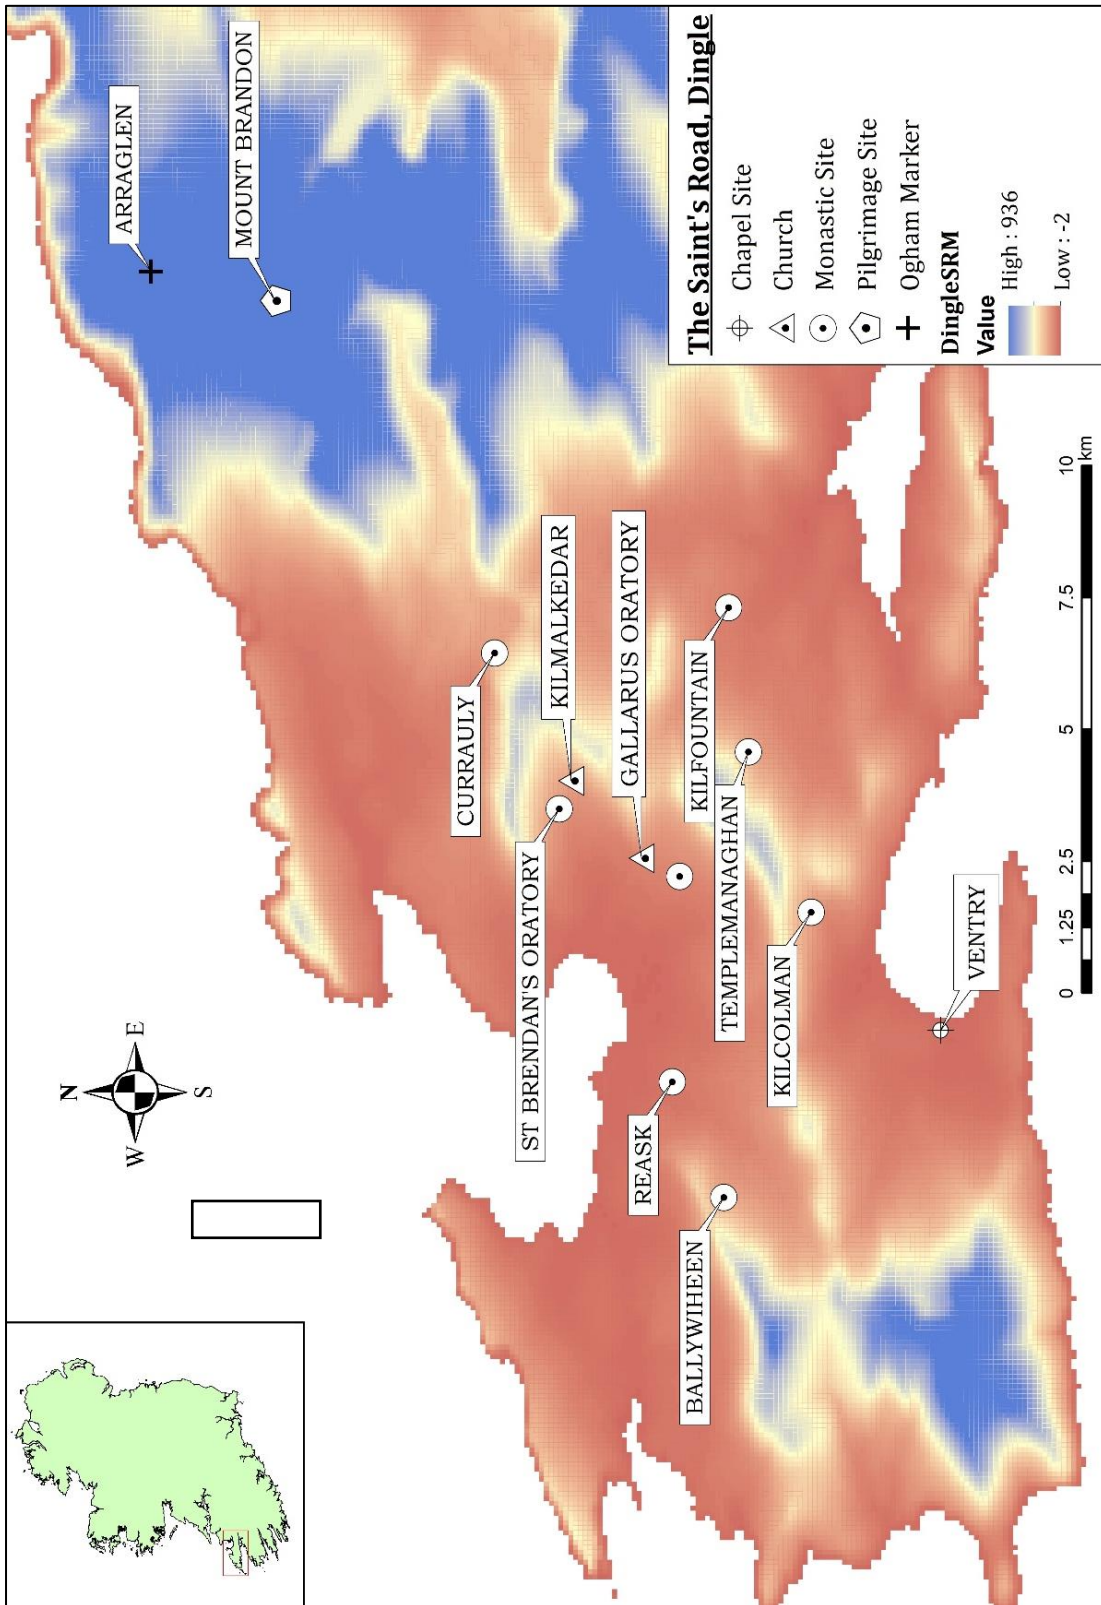 N
W
E
S
ARRAGLEN
MOUNT BRANDON
CURRAULY
KILMALKEDAR
ST BRENDAN'S ORATORY
GALLARUS ORATORY
REASK
KILFOUNTAIN
BALLYWIHEEN
TEMPLEMANAGHAN
KILCOLMAN
VENTRY
The Saint's Road, Dingle
Chapel Site
Church
Monastic Site
Pilgrimage Site
Ogham Marker
DingleSRM
Value
High : 936
Low : -2
0 1.25 2.5 5 7.5 10
km